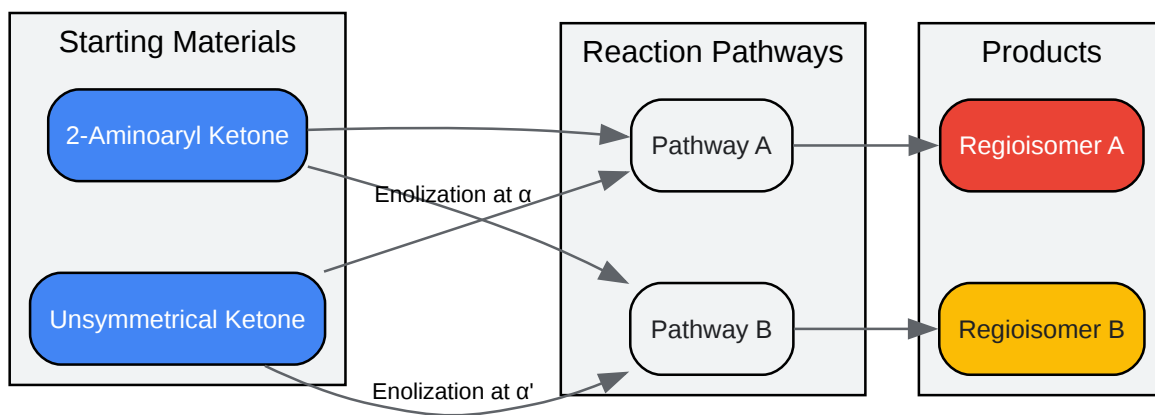 Starting Materials
2-Aminoaryl Ketone
Unsymmetrical Ketone
Enolization at α
Enolization at α'
Reaction Pathways
Pathway A
Pathway B
Products
Regioisomer A
Regioisomer B